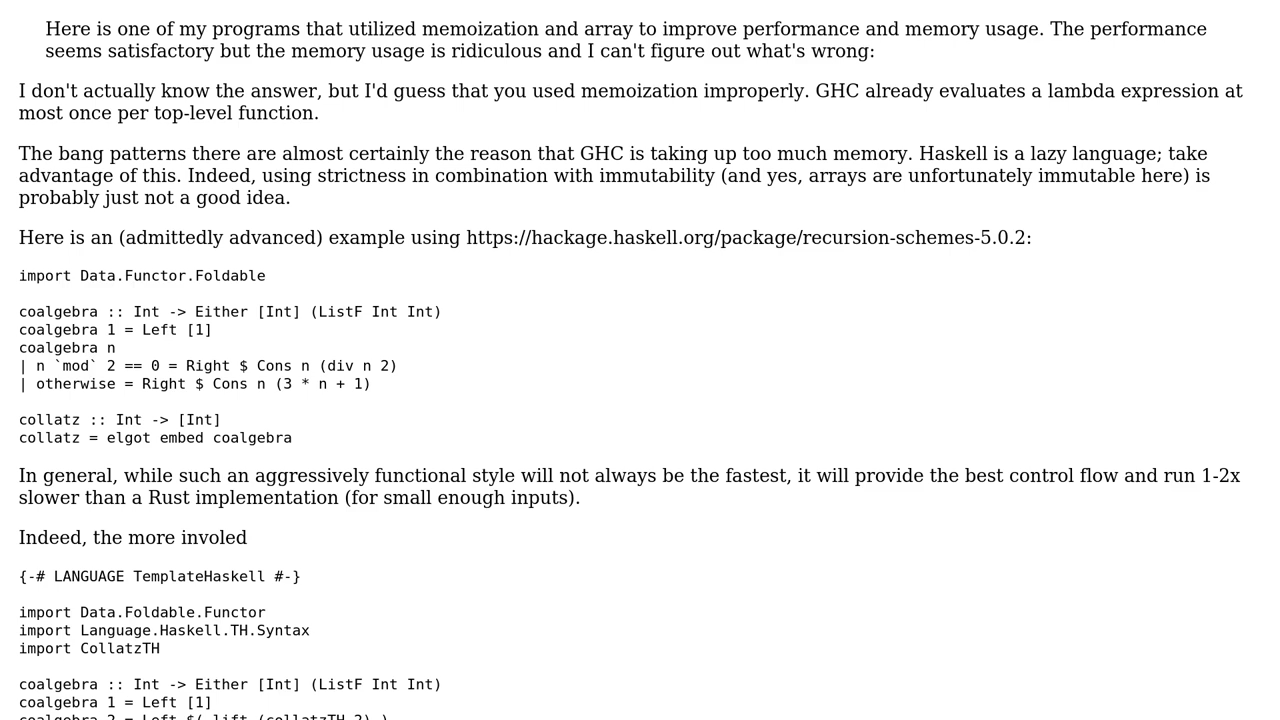 Here is one of my programs that utilized memoization and array to improve performance and memory usage. The performance
seems satisfactory but the memory usage is ridiculous and I can't figure out what's wrong:
I don't actually know the answer, but I'd guess that you used memoization improperly. GHC already evaluates a lambda expression at
most once per top-level function.
The bang patterns there are almost certainly the reason that GHC is taking up too much memory. Haskell is a lazy language; take
advantage of this. Indeed, using strictness in combination with immutability (and yes, arrays are unfortunately immutable here) is
probably just not a good idea.
Here is an (admittedly advanced) example using https://hackage.haskell.org/package/recursion-schemes-5.0.2:
import Data.Functor.Foldable
coalgebra :: Int -> Either [Int] (ListF Int Int)
coalgebra 1 = Left [1]
coalgebra n
| n `mod` 2 == 0 = Right $ Cons n (div n 2)
| otherwise = Right $ Cons n (3 * n + 1)
collatz :: Int -> [Int]
collatz = elgot embed coalgebra
In general, while such an aggressively functional style will not always be the fastest, it will provide the best control flow and run 1-2x
slower than a Rust implementation (for small enough inputs).
Indeed, the more involed
{-# LANGUAGE TemplateHaskell #-}
import Data.Foldable.Functor
import Language.Haskell.TH.Syntax
import CollatzTH
coalgebra :: Int -> Either [Int] (ListF Int Int)
coalgebra 1 = Left [1]
coalgebra 2 = Left $( lift (collatzTH 2) )